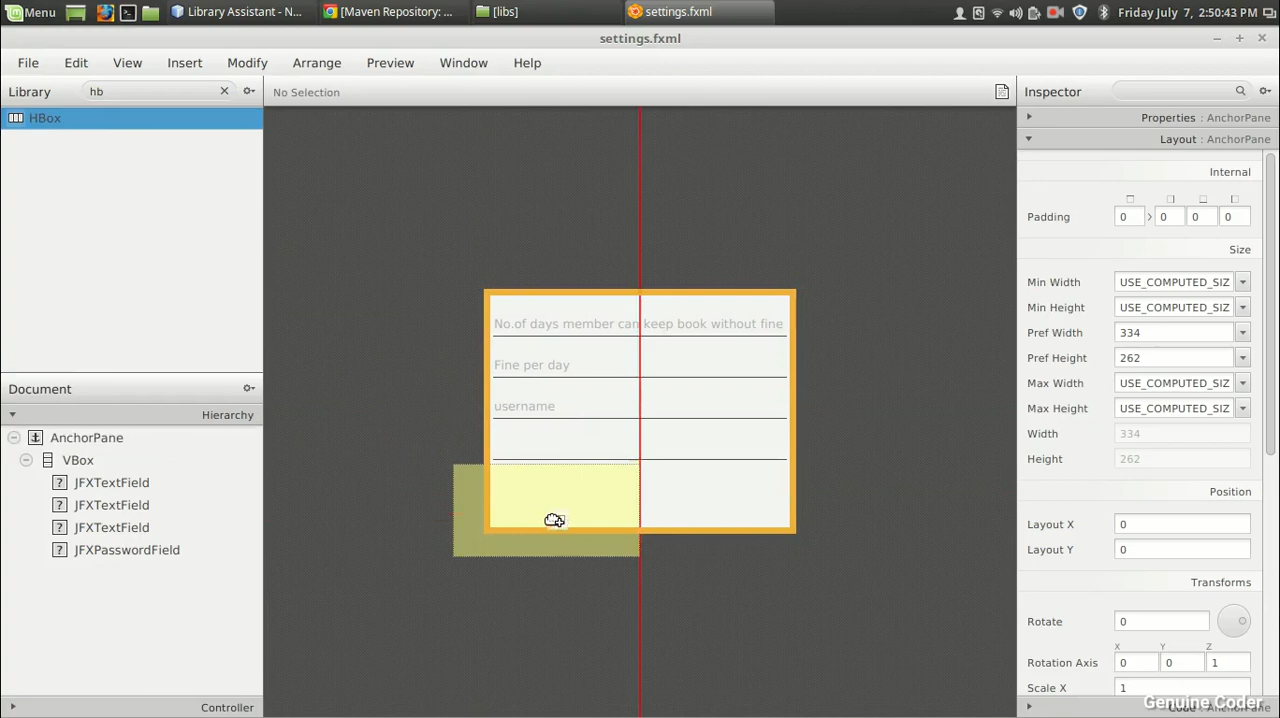 Menu
Library Assistant - N...
[Maven Repository: ...
[libs]
settings.fxml
Friday July 7, 2:50:43 PM
settings.fxml
File Edit View Insert Modify Arrange Preview Window Help
Library
hb
No Selection
Inspector
HBox
Properties : AnchorPane
Layout : AnchorPane
Internal
Padding 0 0 0 0
Size
Min Width USE_COMPUTED_SIZ
Min Height USE_COMPUTED_SIZ
Pref Width 334
Pref Height 262
Max Width USE_COMPUTED_SIZ
Max Height USE_COMPUTED_SIZ
Width 334
Height 262
Position
Layout X 0
Layout Y 0
Transforms
Rotate 0
X Y Z
Rotation Axis 0 0 1
Scale X 1
Code : AnchorPane
No.of days member can keep book without fine
Fine per day
username
Document
Hierarchy
AnchorPane
VBox
? JFXTextField
? JFXTextField
? JFXTextField
? JFXPasswordField
Controller
Genuine Coder